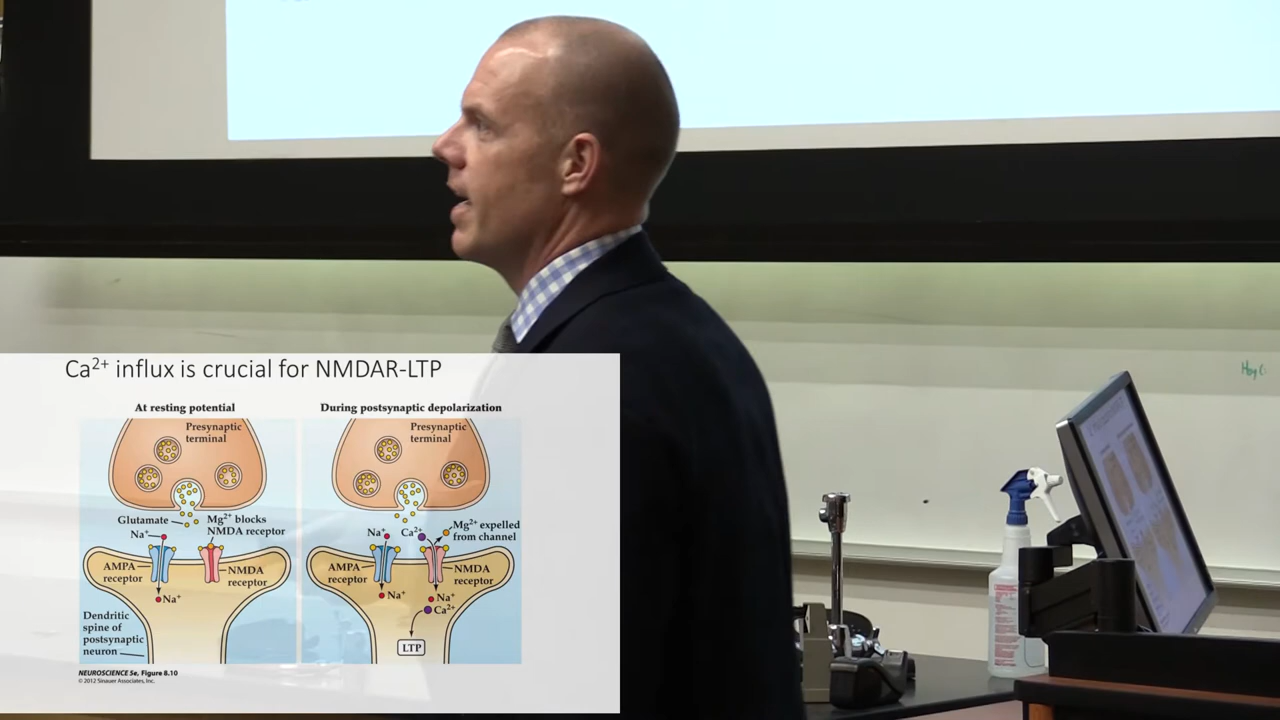 Ca²⁺ influx is crucial for NMDAR-LTP
At resting potential
Presynaptic
terminal
Glutamate
Mg²⁺ blocks
NMDA receptor
Na⁺
AMPA
receptor
NMDA
receptor
Na⁺
Dendritic
spine of
postsynaptic
neuron
During postsynaptic depolarization
Presynaptic
terminal
Na⁺
Ca²⁺
Mg²⁺ expelled
from channel
AMPA
receptor
NMDA
receptor
Na⁺
Na⁺
Ca²⁺
LTP
NEUROSCIENCE 5e, Figure 8.10
© 2012 Sinauer Associates, Inc.